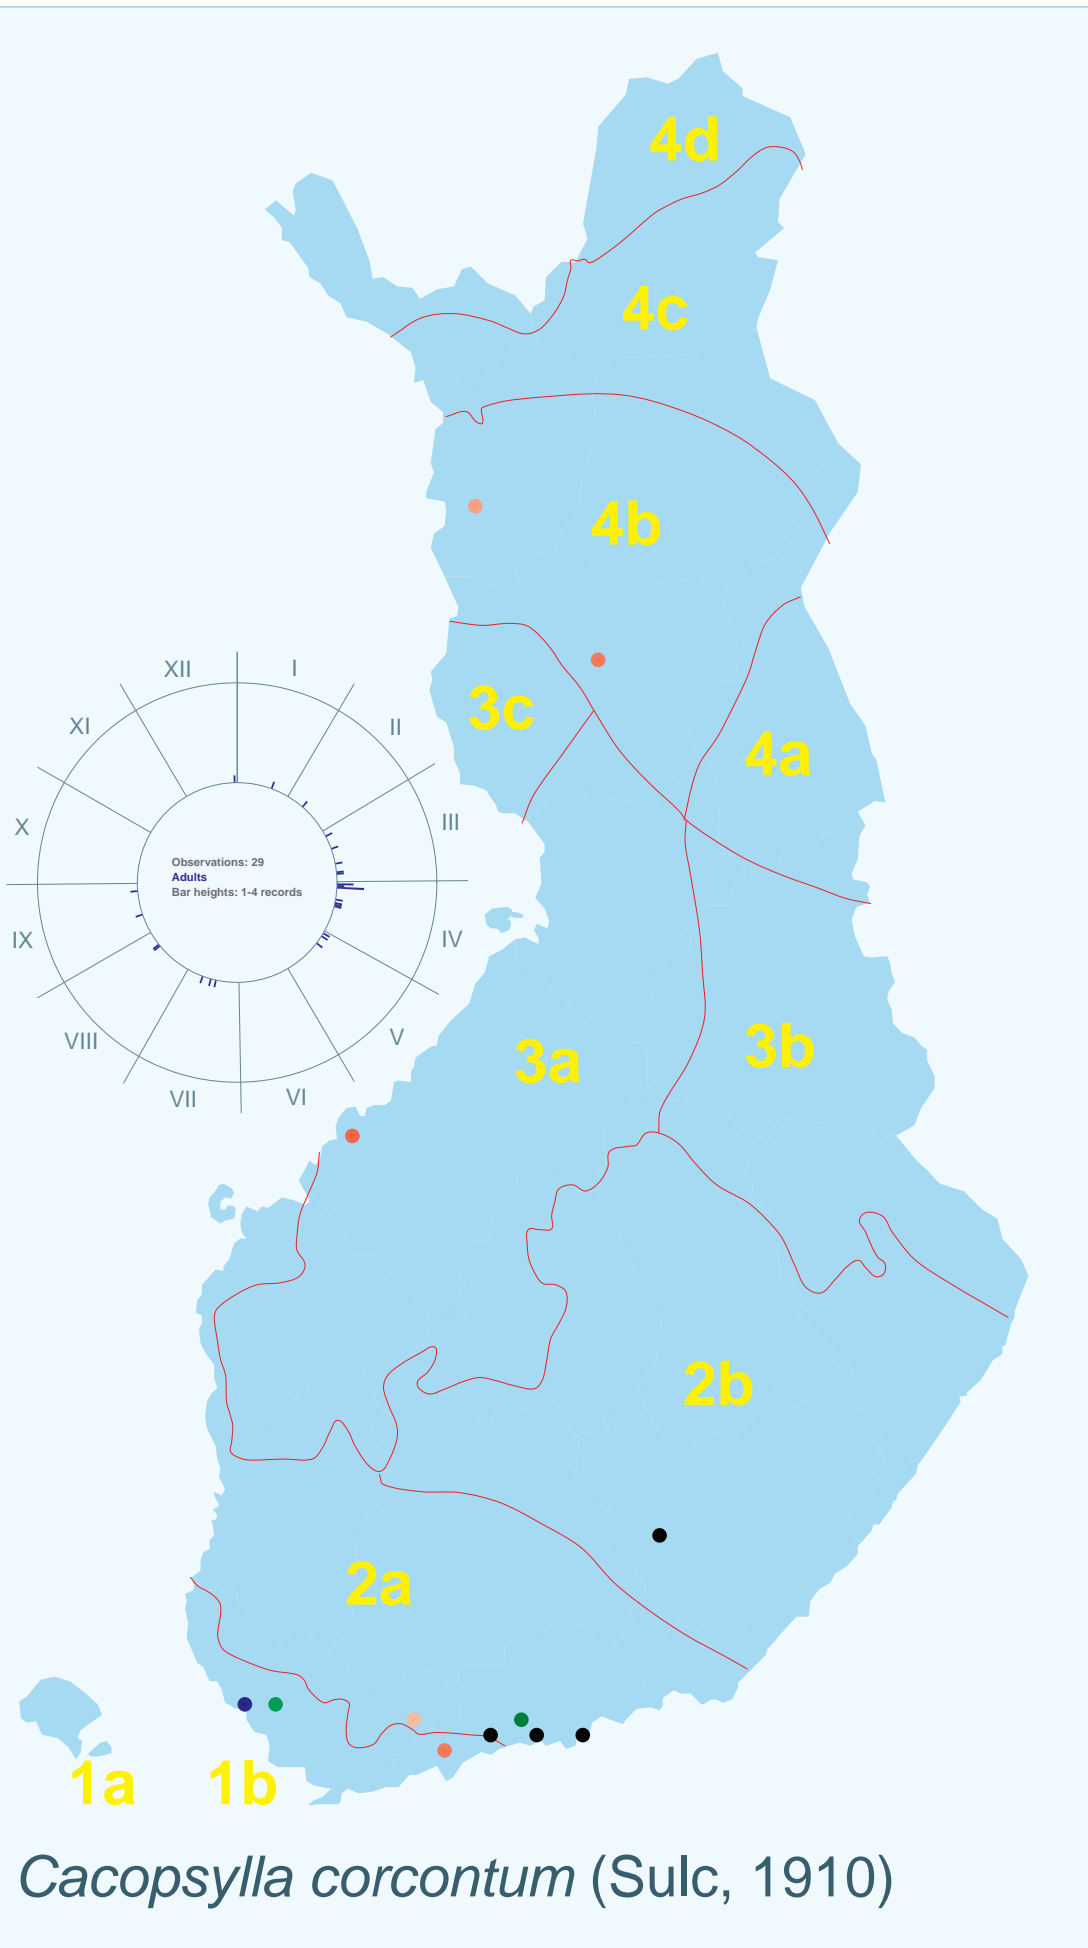 4d
4c
4b
3c
4a
XII
I
XI
II
X
III
Observations: 29
Adults
Bar heights: 1-4 records
IX
IV
VIII
V
VII
VI
3a
3b
2b
2a
1a
1b
Cacopsylla corcontum (Sulc, 1910)